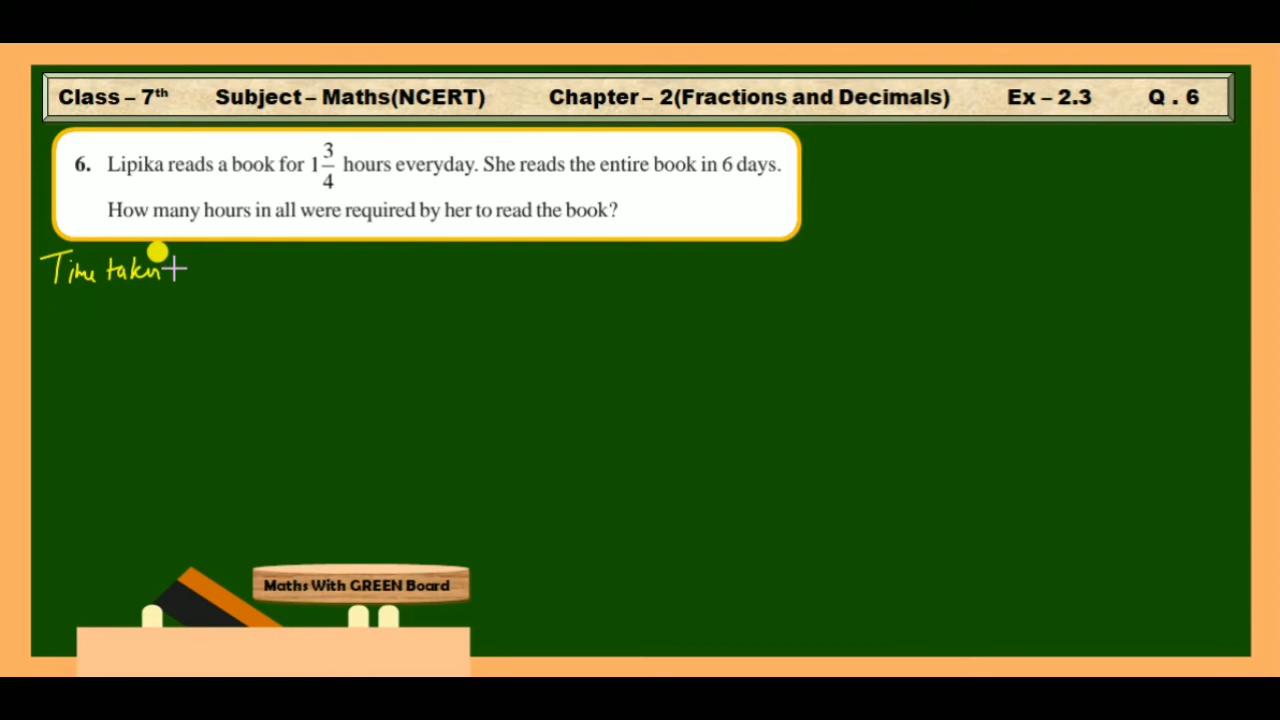 Class – 7th Subject – Maths(NCERT) Chapter – 2(Fractions and Decimals) Ex – 2.3 Q . 6
6. Lipika reads a book for 1 3/4 hours everyday. She reads the entire book in 6 days.
How many hours in all were required by her to read the book?
Time taken
Maths With GREEN Board